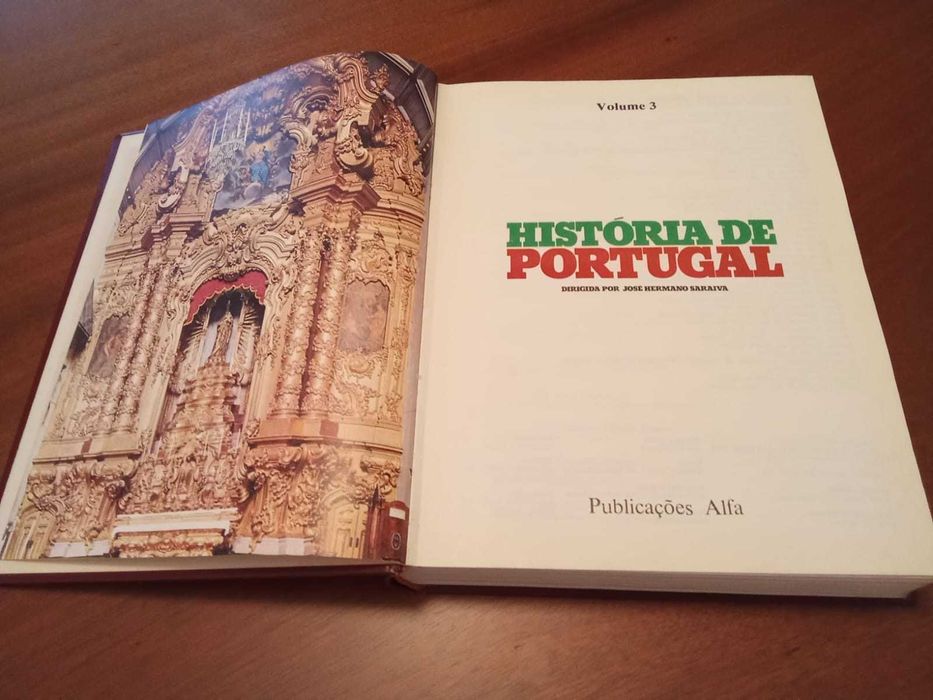 Volume 3
HISTÓRIA DE
PORTUGAL
DIRIGIDA POR JOSÉ HERMANO SARAIVA
Publicações Alfa